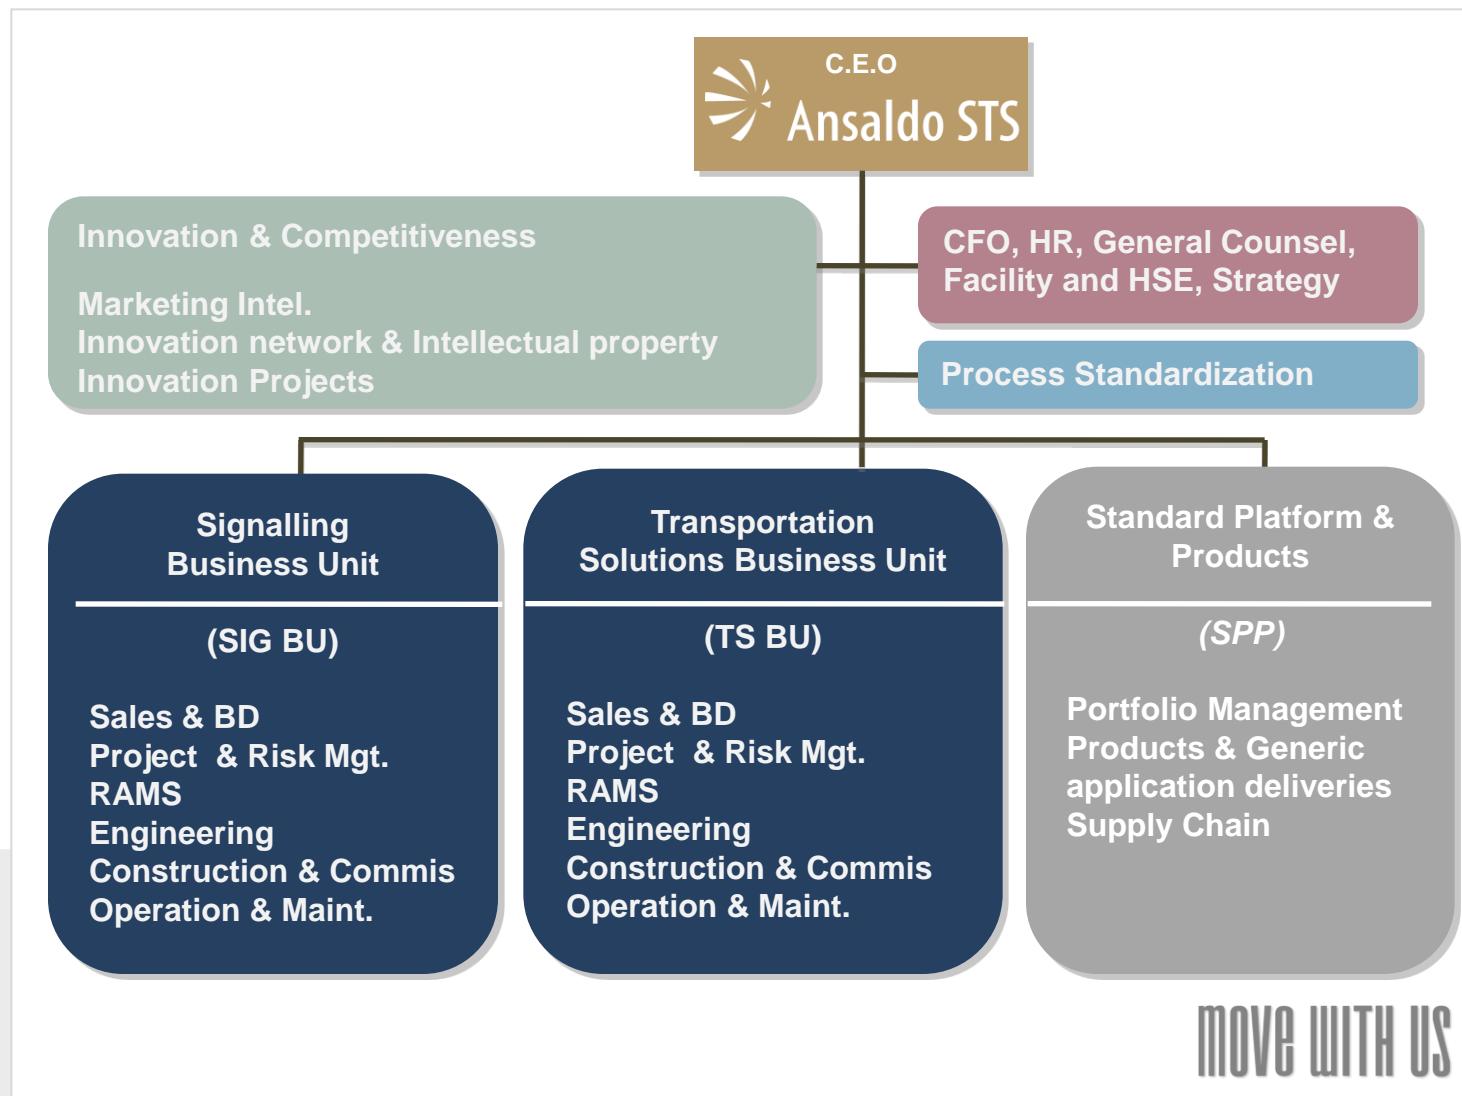 C.E.O
Ansaldo STS
Innovation & Competitiveness
Marketing Intel.
Innovation network & Intellectual property
Innovation Projects
CFO, HR, General Counsel,
Facility and HSE, Strategy
Process Standardization
Signalling
Business Unit
(SIG BU)
Sales & BD
Project & Risk Mgt.
RAMS
Engineering
Construction & Commis
Operation & Maint.
Transportation
Solutions Business Unit
(TS BU)
Sales & BD
Project & Risk Mgt.
RAMS
Engineering
Construction & Commis
Operation & Maint.
Standard Platform &
Products
(SPP)
Portfolio Management
Products & Generic
application deliveries
Supply Chain
MOVE WITH US